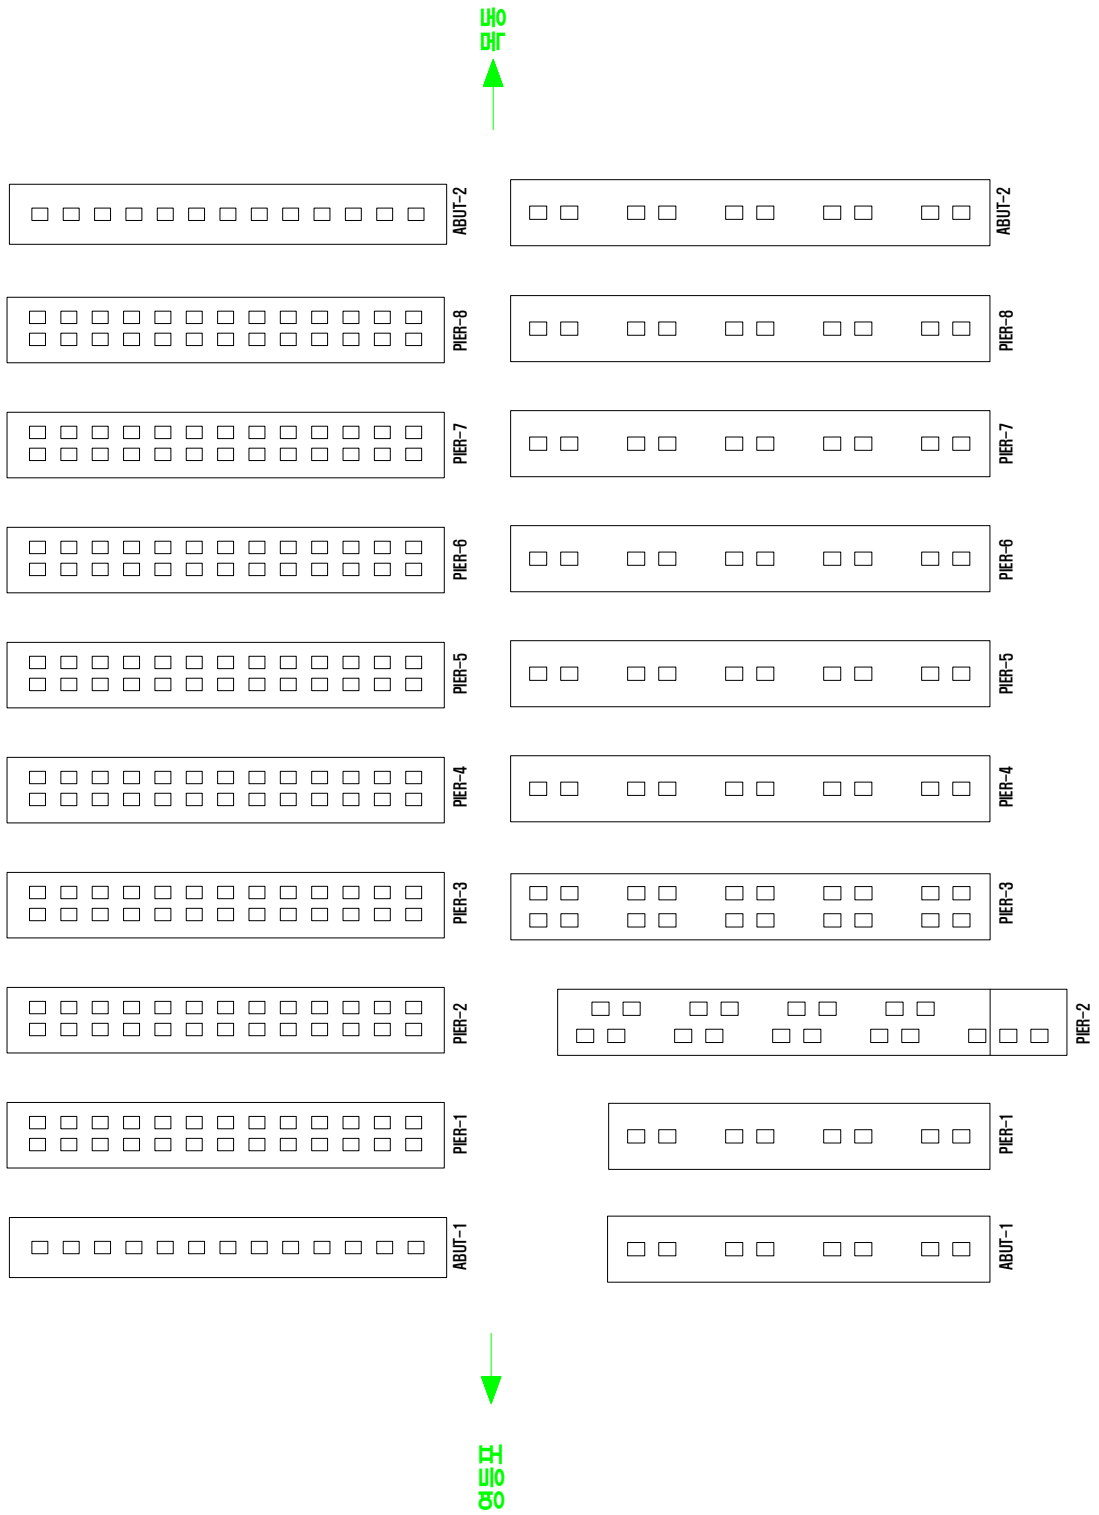 목동
ABUT-2
ABUT-2
PIER-8
PIER-8
PIER-7
PIER-7
PIER-6
PIER-6
PIER-5
PIER-5
PIER-4
PIER-4
PIER-3
PIER-3
PIER-2
PIER-2
PIER-1
PIER-1
ABUT-1
ABUT-1
영등포